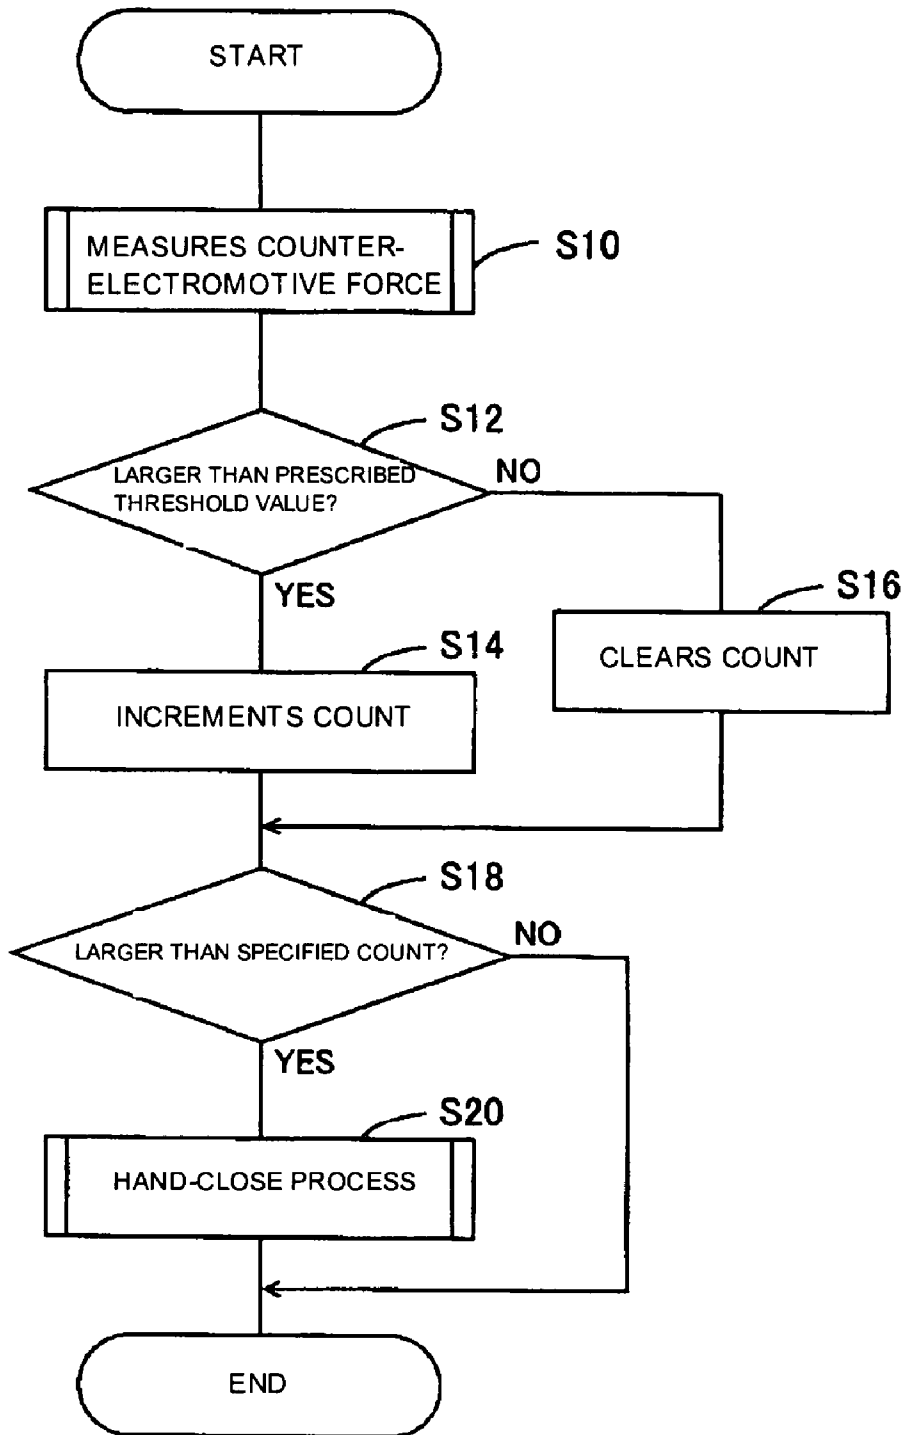 START
MEASURES COUNTER-
ELECTROMOTIVE FORCE
S10
S12
LARGER THAN PRESCRIBED
THRESHOLD VALUE?
NO
YES
S16
CLEARS COUNT
S14
INCREMENTS COUNT
S18
LARGER THAN SPECIFIED COUNT?
NO
YES
S20
HAND-CLOSE PROCESS
END